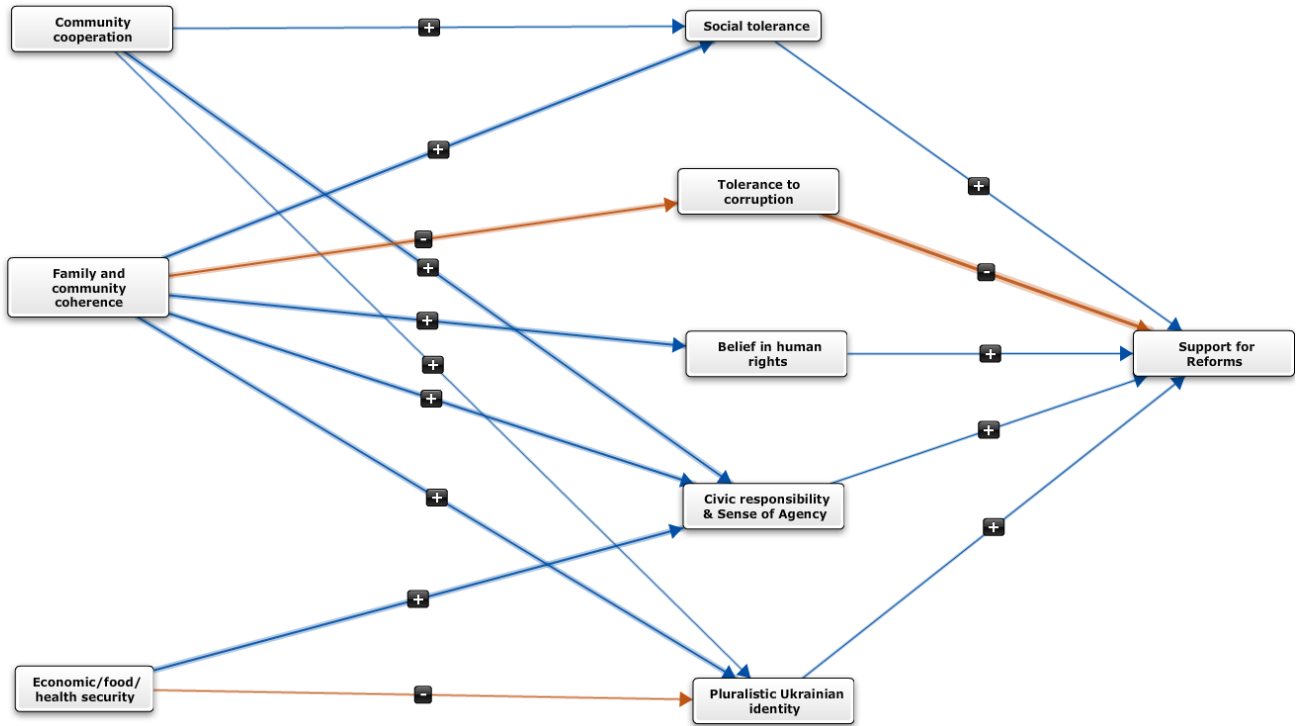 Community
cooperation
+
Social tolerance
+
+
Tolerance to
corruption
-
+
Family and
community
coherence
+
-
+
Belief in human
rights
+
Support for
Reforms
+
+
+
+
Civic responsibility
& Sense of Agency
+
+
Economic/food/
health security
-
Pluralistic Ukrainian
identity